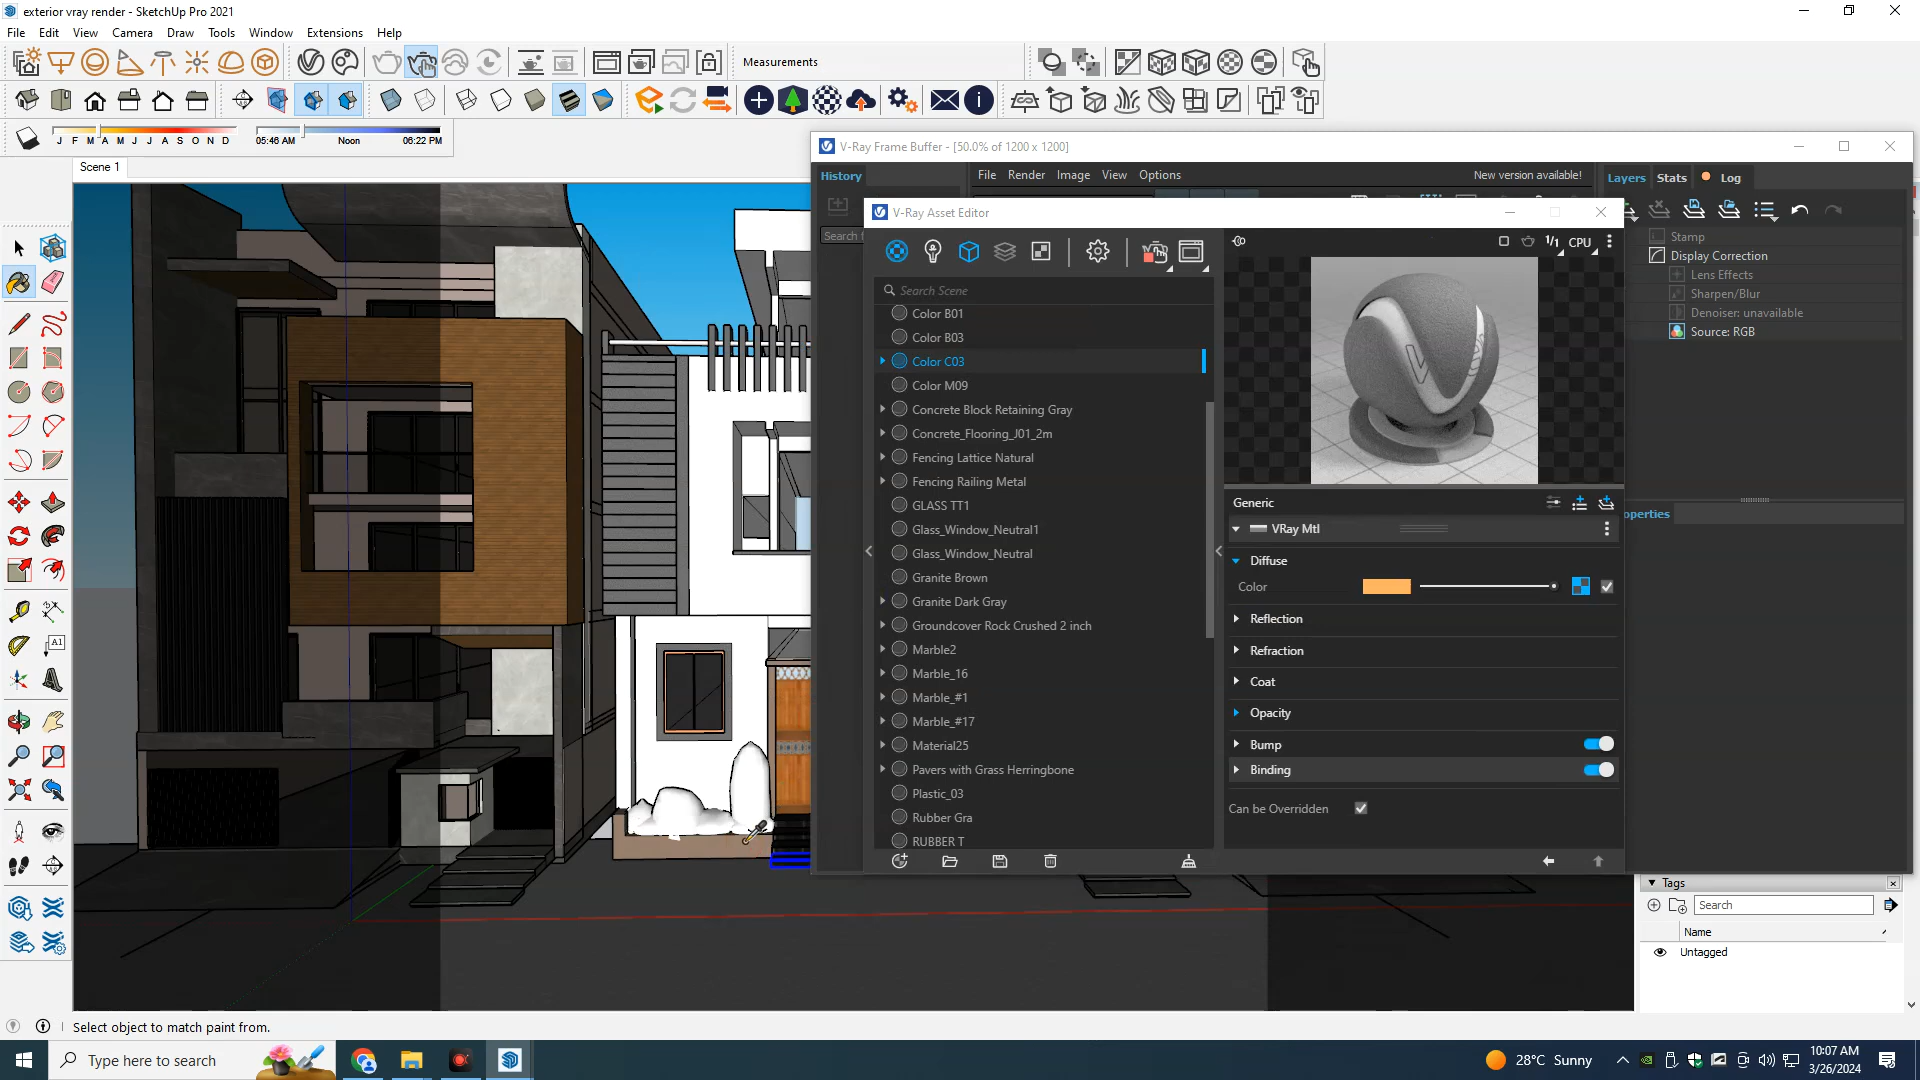 exterior vray render - SketchUp Pro 2021
File Edit View Camera Draw Tools Window Extensions Help
Measurements
J F M A M J J A S O N D
05:46 AM Noon 06:22 PM
Scene 1
V-Ray Frame Buffer - [50.0% of 1200 x 1200]
History
File Render Image View Options
New version available!
Layers Stats Log
Search
Stamp
Display Correction
Lens Effects
Sharpen/Blur
Denoiser: unavailable
Source: RGB
operties
V-Ray Asset Editor
1/1 CPU
Search Scene
Color B01
Color B03
Color C03
Color M09
Concrete Block Retaining Gray
Concrete_Flooring_J01_2m
Fencing Lattice Natural
Fencing Railing Metal
GLASS TT1
Glass_Window_Neutral1
Glass_Window_Neutral
Granite Brown
Granite Dark Gray
Groundcover Rock Crushed 2 inch
Marble2
Marble_16
Marble_#1
Marble_#17
Material25
Pavers with Grass Herringbone
Plastic_03
Rubber Gra
RUBBER T
Generic
VRay Mtl
Diffuse
Color
Reflection
Refraction
Coat
Opacity
Bump
Binding
Can be Overridden
A1
Tags
Search
Name
Untagged
Select object to match paint from.
Type here to search
28°C Sunny
10:07 AM
3/26/2024